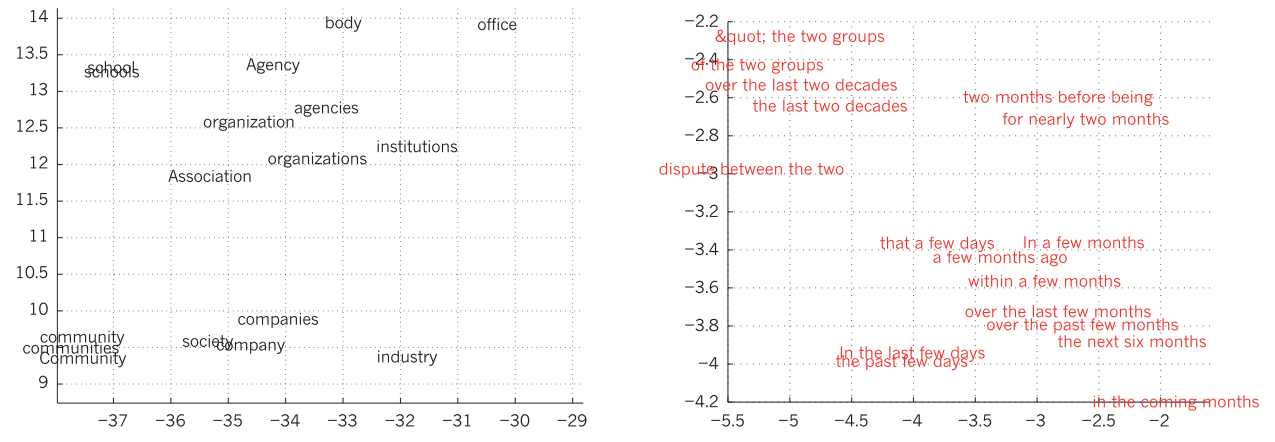 14
body
office
13.5
school
schools
Agency
13
agencies
organization
12.5
institutions
organizations
12
Association
11.5
11
10.5
10
companies
community
society
company
communities
Community
industry
9
−37
−36
−35
−34
−33
−32
−31
−30
−29
−2.2
&quot; the two groups
−2.4
of the two groups
over the last two decades
−2.6
two months before being
the last two decades
for nearly two months
−2.8
dispute between the two
−3
−3.2
−3.4
that a few days
In a few months
a few months ago
within a few months
−3.6
over the last few months
−3.8
over the past few months
the next six months
In the last few days
−4
the past few days
−4.2
in the coming months
−5.5
−5
−4.5
−4
−3.5
−3
−2.5
−2